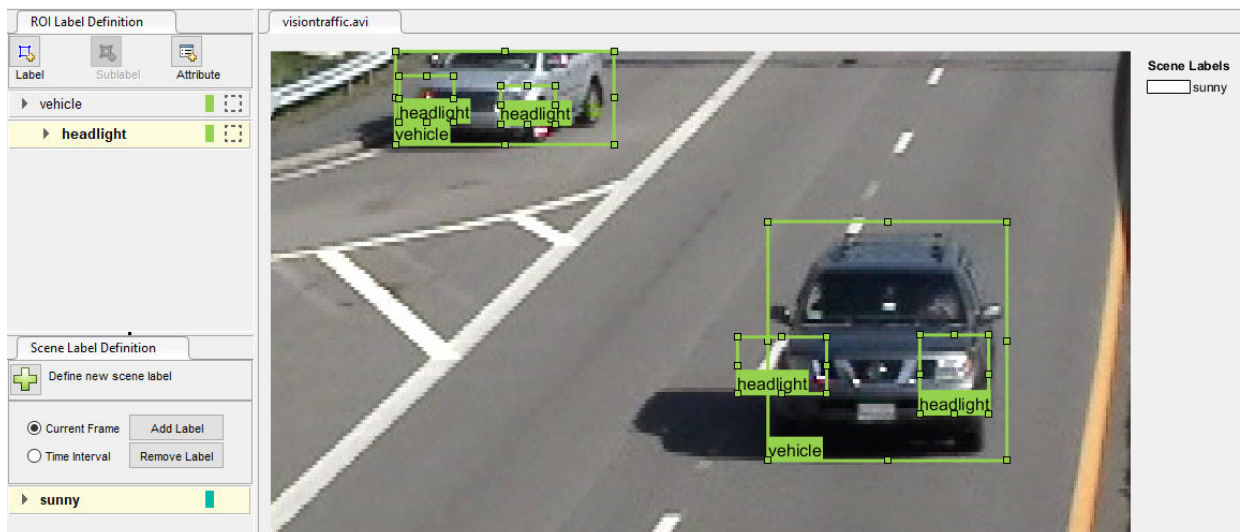 ROI Label Definition
Label
Sublabel
Attribute
vehicle
headlight
Scene Label Definition
Define new scene label
Current Frame
Add Label
Time Interval
Remove Label
sunny
visiontraffic.avi
headlight
headlight
vehicle
headlight
headlight
vehicle
Scene Labels
sunny